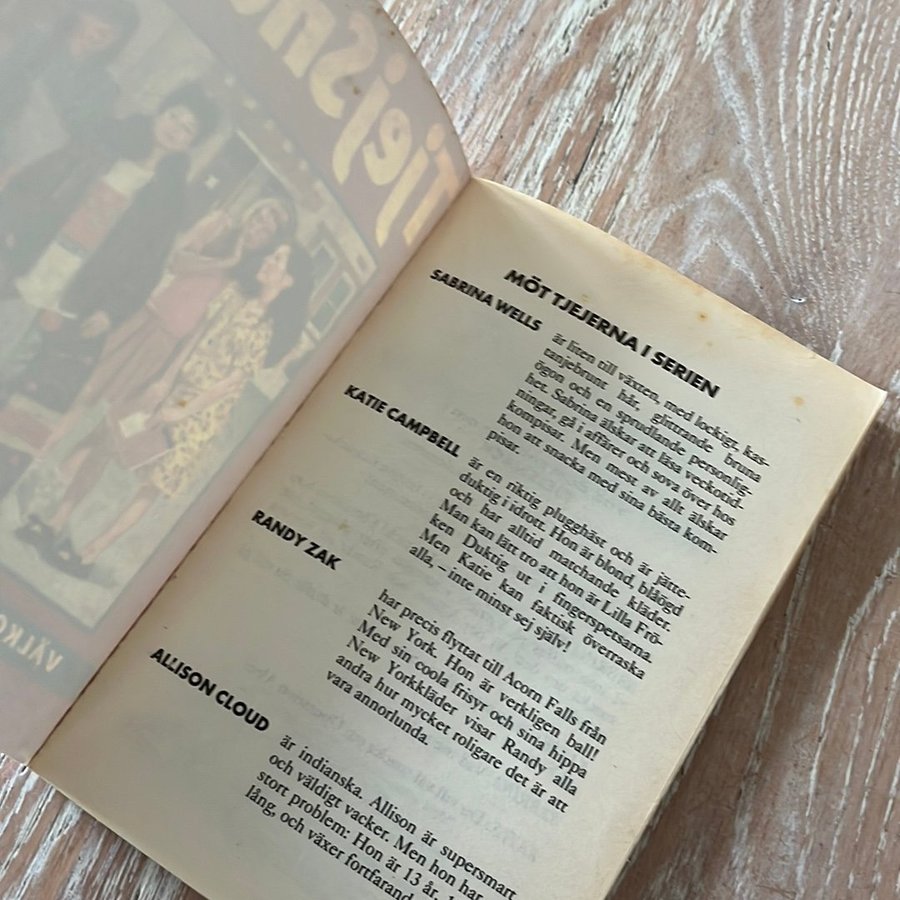 TjejSn
VÄLKO
MÖT TJEJERNA I SERIEN
SABRINA WELLS
är liten till växten, med lockigt, kas-
tanjebrunt hår, glittrande bruna
ögon och en sprudlande personlig-
het. Sabrina älskar att läsa veckotid-
ningar, gå i affärer och sova över hos
kompisar. Men mest av allt älskar
hon att snacka med sina bästa kom-
pisar.
KATIE CAMPBELL
är en riktig plugghäst och är jätte-
duktig i idrott. Hon är blond, blåögd
och har alltid matchande kläder.
Man kan lätt tro att hon är Lilla Frö-
ken Duktig ut i fingerspetsarna.
Men Katie kan faktisk överraska
alla, – inte minst sej själv!
RANDY ZAK
har precis flyttat till Acorn Falls från
New York. Hon är verkligen ball!
Med sin coola frisyr och sina hippa
New Yorkkläder visar Randy alla
andra hur mycket roligare det är att
vara annorlunda.
ALLISON CLOUD
är indianska. Allison är supersmart
och väldigt vacker. Men hon har
stort problem: Hon är 13 år,
lång, och växer fortfarand